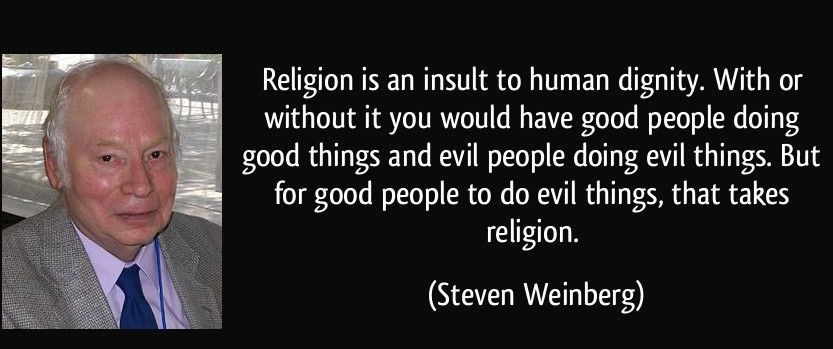 Religion is an insult to human dignity. With or
without it you would have good people doing
good things and evil people doing evil things. But
for good people to do evil things, that takes
religion.
(Steven Weinberg)